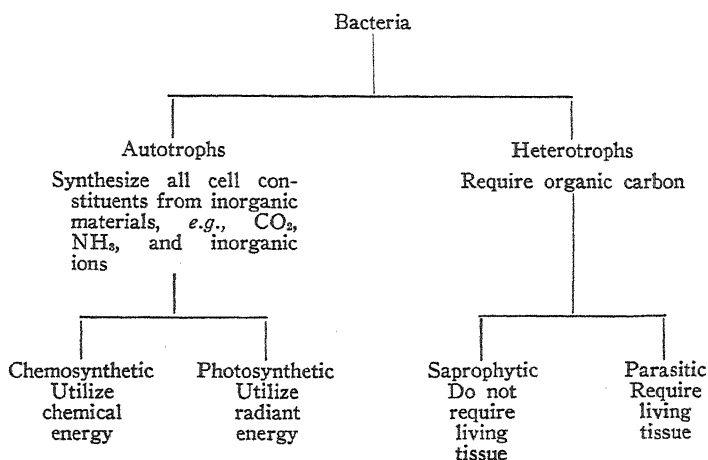 Bacteria
Autotrophs
Synthesize all cell con-
stituents from inorganic
materials, e.g., CO₂,
NH₃, and inorganic
ions
Heterotrophs
Require organic carbon
Chemosynthetic
Utilize
chemical
energy
Photosynthetic
Utilize
radiant
energy
Saprophytic
Do not
require
living
tissue
Parasitic
Require
living
tissue